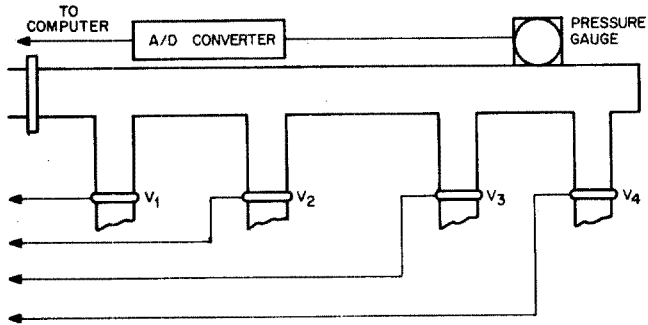 TO
COMPUTER
A/D CONVERTER
PRESSURE
GAUGE
V1
V2
V3
V4